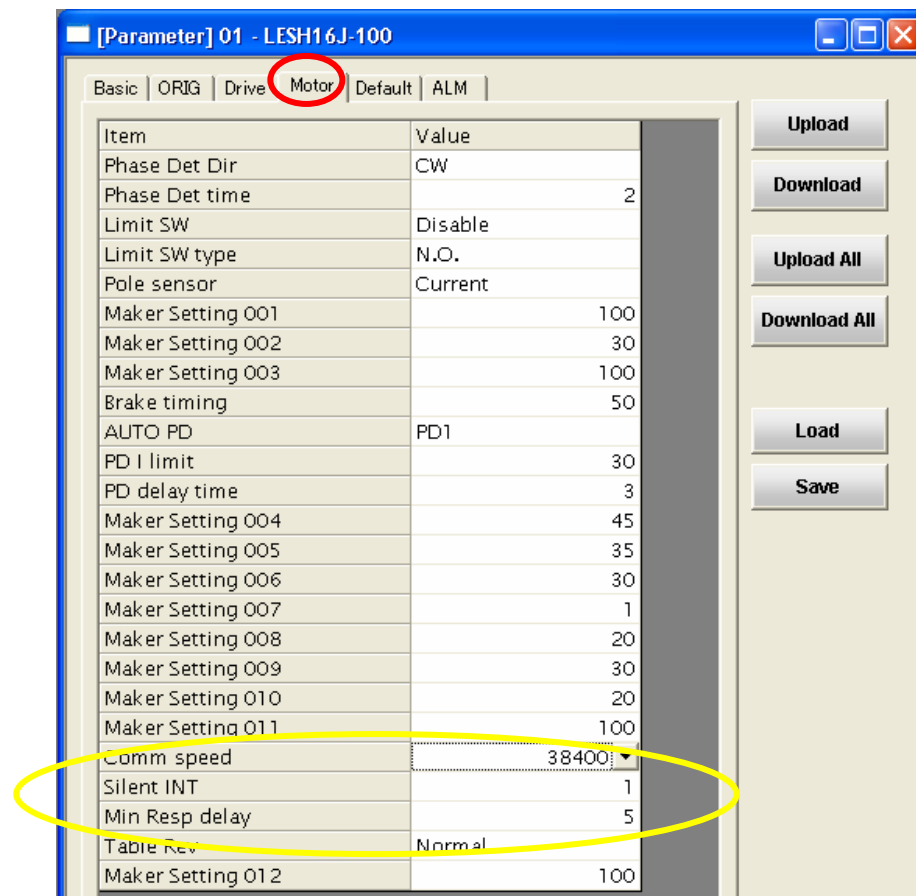 [Parameter] 01 - LESH16J-100
Basic ORIG Drive Motor Default ALM
Item Value
Phase Det Dir CW
Phase Det time 2
Limit SW Disable
Limit SW type N.O.
Pole sensor Current
Maker Setting 001 100
Maker Setting 002 30
Maker Setting 003 100
Brake timing 50
AUTO PD PD1
PD I limit 30
PD delay time 3
Maker Setting 004 45
Maker Setting 005 35
Maker Setting 006 30
Maker Setting 007 1
Maker Setting 008 20
Maker Setting 009 30
Maker Setting 010 20
Maker Setting 011 100
Comm speed 38400
Silent INT 1
Min Resp delay 5
Table Rev Normal
Maker Setting 012 100
Upload
Download
Upload All
Download All
Load
Save